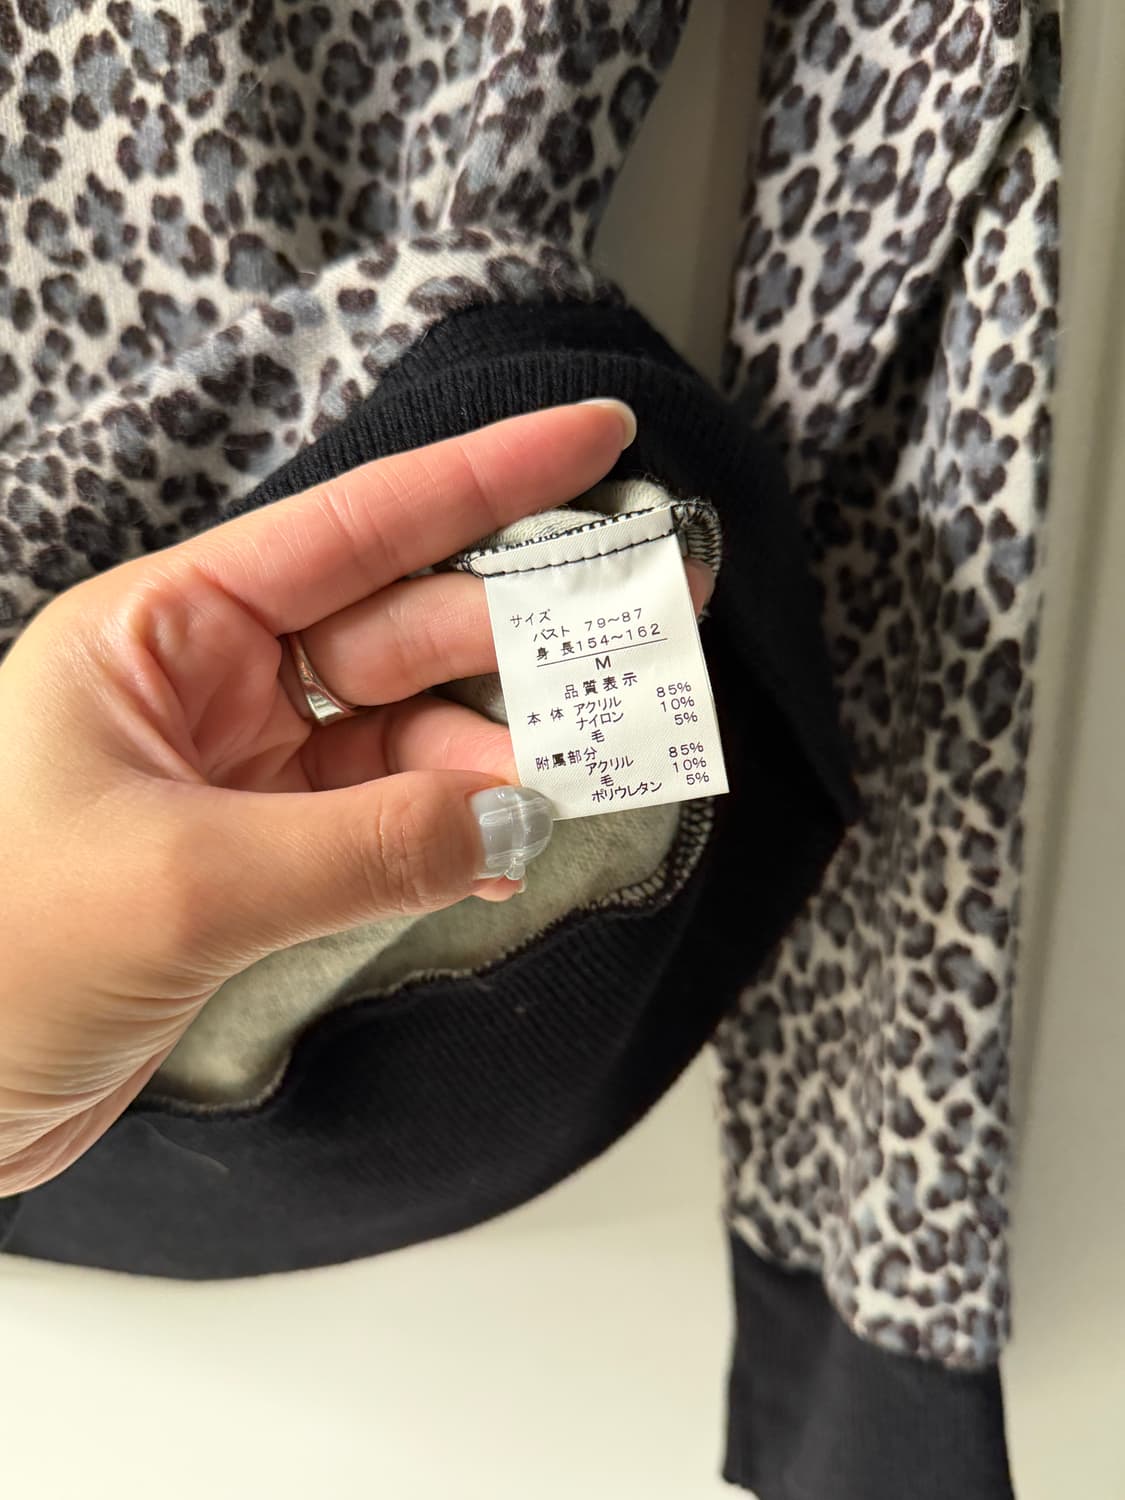 サイズ
バスト 79～87
身 長154～162
M
品質表示
本 体 アクリル 85%
ナイロン 10%
毛 5%
附属部分
アクリル 85%
毛 10%
ポリウレタン 5%